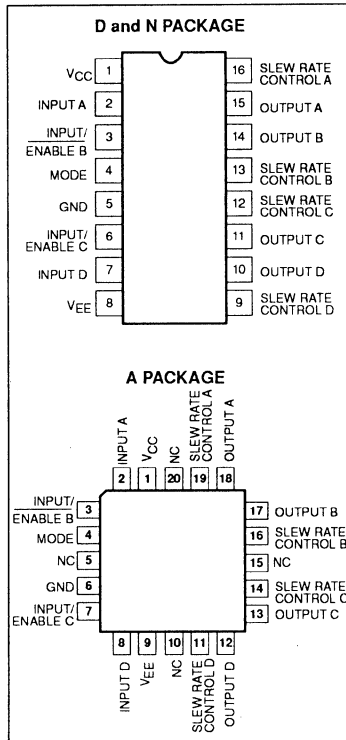 D and N PACKAGE
VCC 1
INPUT A 2
INPUT/
ENABLE B 3
MODE 4
GND 5
INPUT/
ENABLE C 6
INPUT D 7
VEE 8
16 SLEW RATE
CONTROL A
15 OUTPUT A
14 OUTPUT B
13 SLEW RATE
CONTROL B
12 SLEW RATE
CONTROL C
11 OUTPUT C
10 OUTPUT D
9 SLEW RATE
CONTROL D
A PACKAGE
INPUT A
VCC
NC
SLEW RATE
CONTROL A
OUTPUT A
2 1 20 19 18
INPUT/
ENABLE B 3
MODE 4
NC 5
GND 6
INPUT/
ENABLE C 7
17 OUTPUT B
16 SLEW RATE
CONTROL B
15 NC
14 SLEW RATE
CONTROL C
13 OUTPUT C
8 9 10 11 12
INPUT D
VEE
NC
SLEW RATE
CONTROL D
OUTPUT D